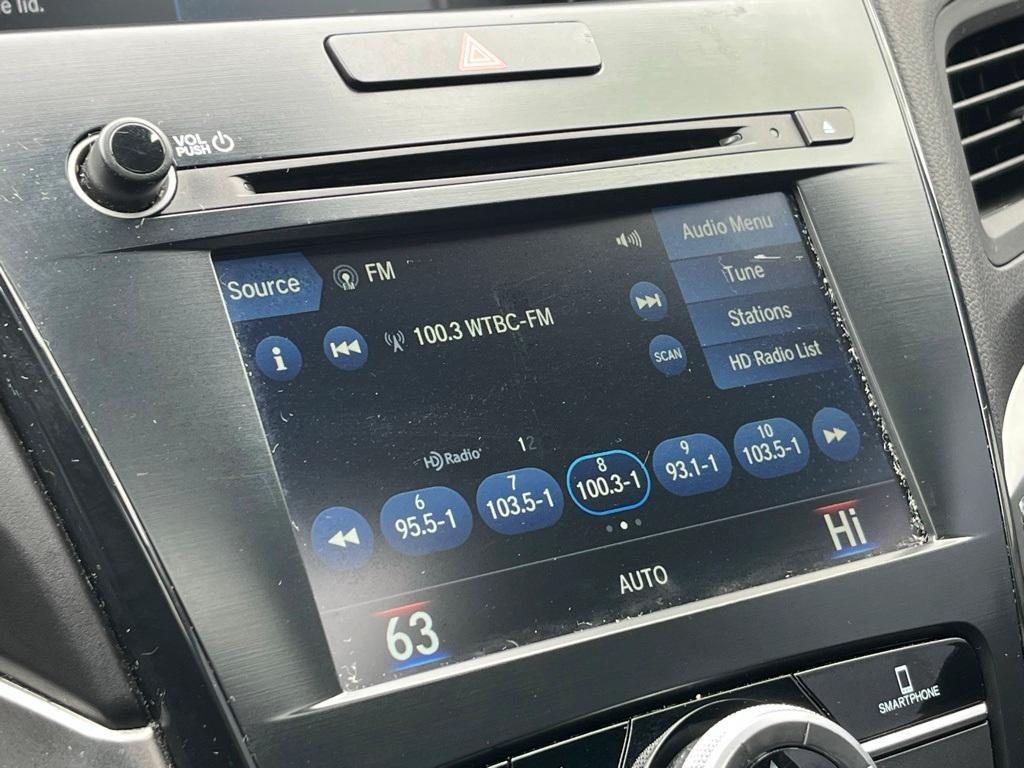 e lid.
VOL
PUSH
Source
FM
Audio Menu
Tune
100.3 WTBC-FM
Stations
SCAN
HD Radio List
HD Radio
12
6
95.5-1
7
103.5-1
8
100.3-1
9
93.1-1
10
103.5-1
63
AUTO
Hi
SMARTPHONE